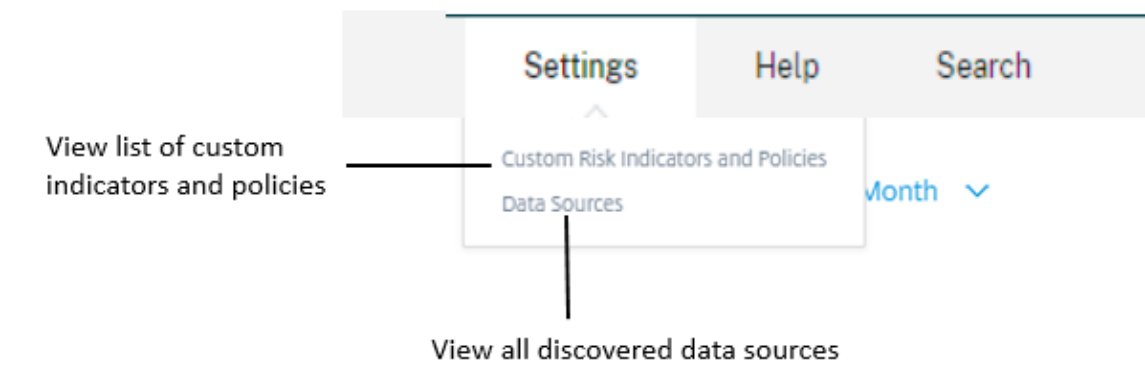 Settings Help Search
View list of custom
indicators and policies
Custom Risk Indicators and Policies
Data Sources
Month
View all discovered data sources